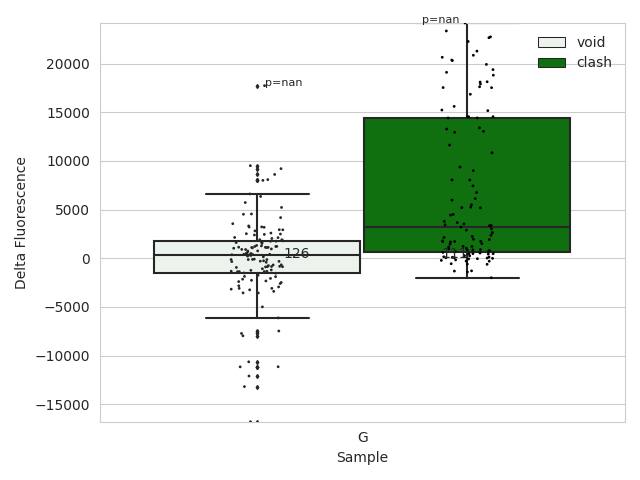 p=nan
void
clash
20000
15000
10000
5000
0
−5000
−10000
−15000
p=nan
126
Delta Fluorescence
G
Sample